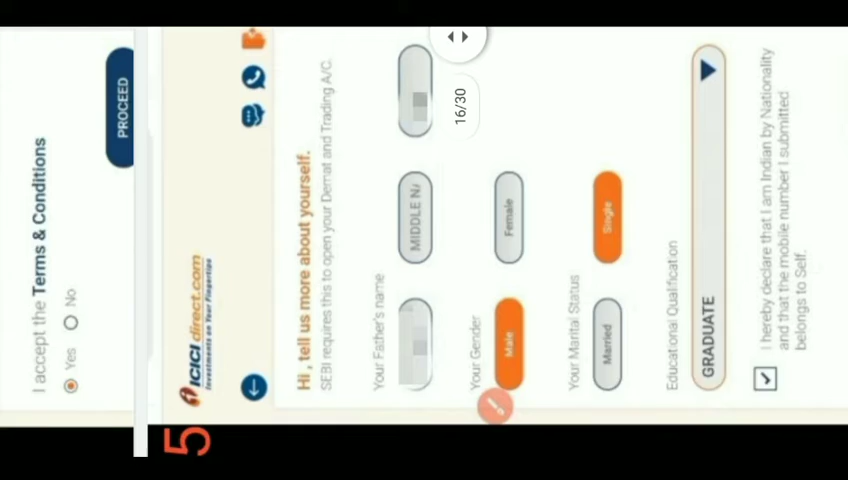 I accept the Terms & Conditions
Yes
No
PROCEED
5
ICICI direct.com
Investments on Your Fingertips
Hi , tell us more about yourself.
SEBI requires this to open your Demat and Trading A/C.
Your Father's name
MIDDLE NA
16/30
Your Gender
Male
Female
Your Marital Status
Married
Single
Educational Qualification
GRADUATE
I hereby declare that I am Indian by Nationality
and that the mobile number I submitted
belongs to Self.